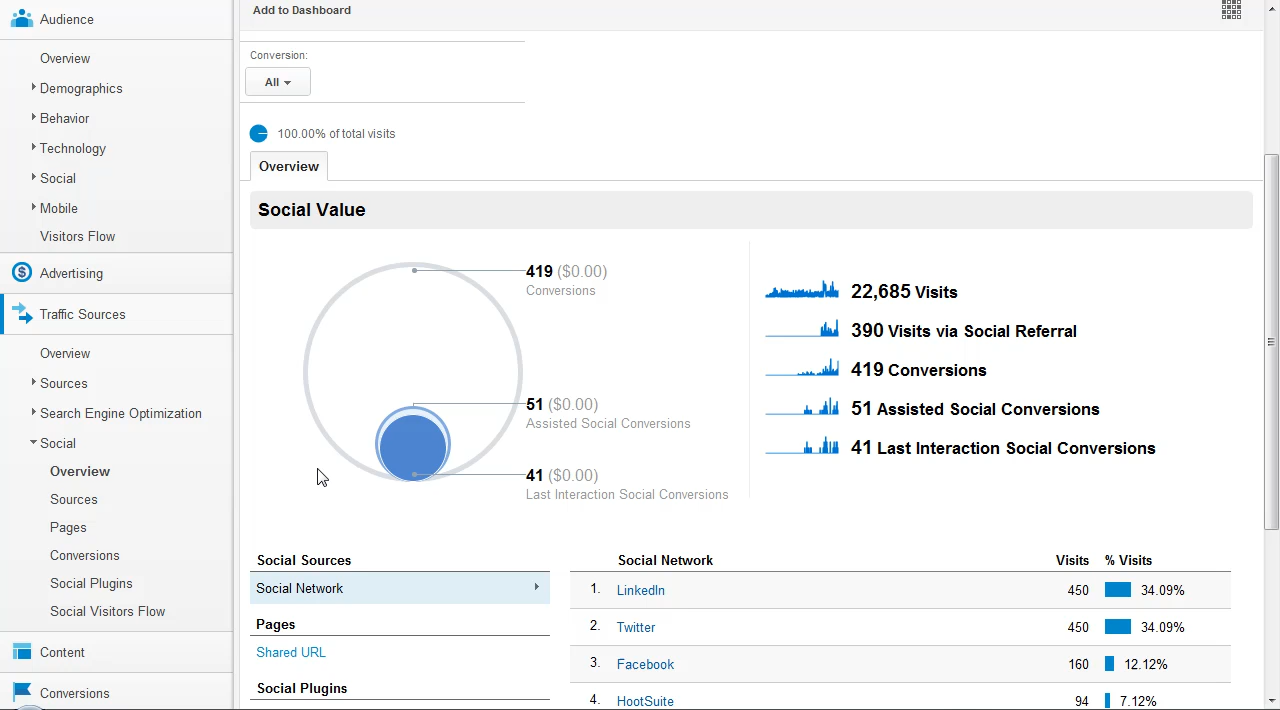 Audience
Overview
Demographics
Behavior
Technology
Social
Mobile
Visitors Flow
Advertising
Traffic Sources
Overview
Sources
Search Engine Optimization
Social
Overview
Sources
Pages
Conversions
Social Plugins
Social Visitors Flow
Content
Conversions
Add to Dashboard
Conversion:
All
100.00% of total visits
Overview
Social Value
419 ($0.00)
Conversions
51 ($0.00)
Assisted Social Conversions
41 ($0.00)
Last Interaction Social Conversions
22,685 Visits
390 Visits via Social Referral
419 Conversions
51 Assisted Social Conversions
41 Last Interaction Social Conversions
Social Sources
Social Network
Pages
Shared URL
Social Plugins
Social Network Visits % Visits
1. LinkedIn 450 34.09%
2. Twitter 450 34.09%
3. Facebook 160 12.12%
4. HootSuite 94 7.12%